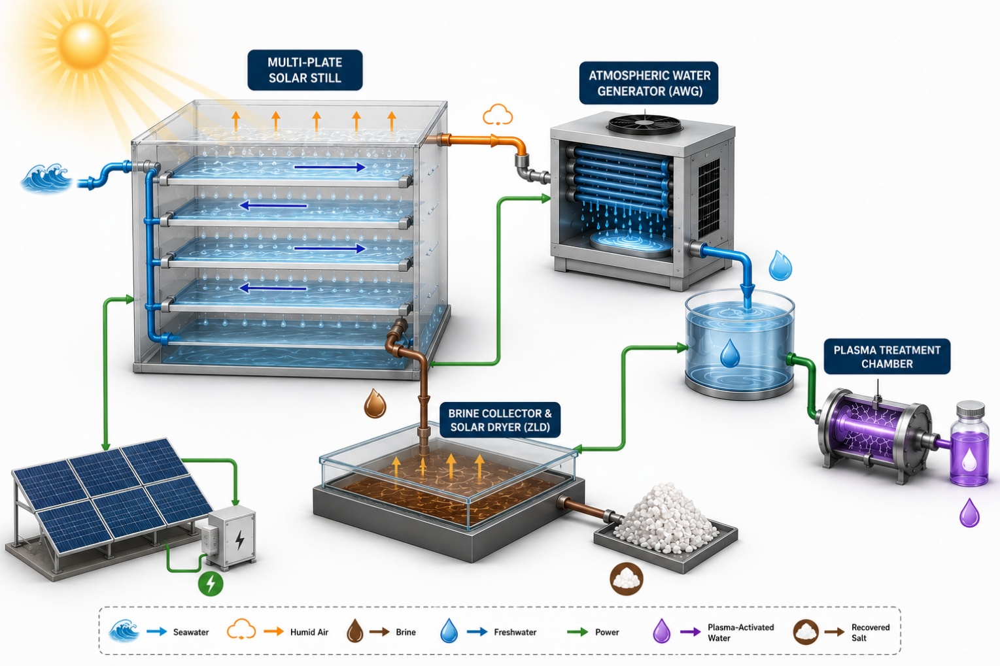 MULTI-PLATE
SOLAR STILL
ATMOSPHERIC WATER
GENERATOR (AWG)
PLASMA TREATMENT
CHAMBER
BRINE COLLECTOR &
SOLAR DRYER (ZLD)
Seawater
Humid Air
Brine
Freshwater
Power
Plasma-Activated
Water
Recovered
Salt